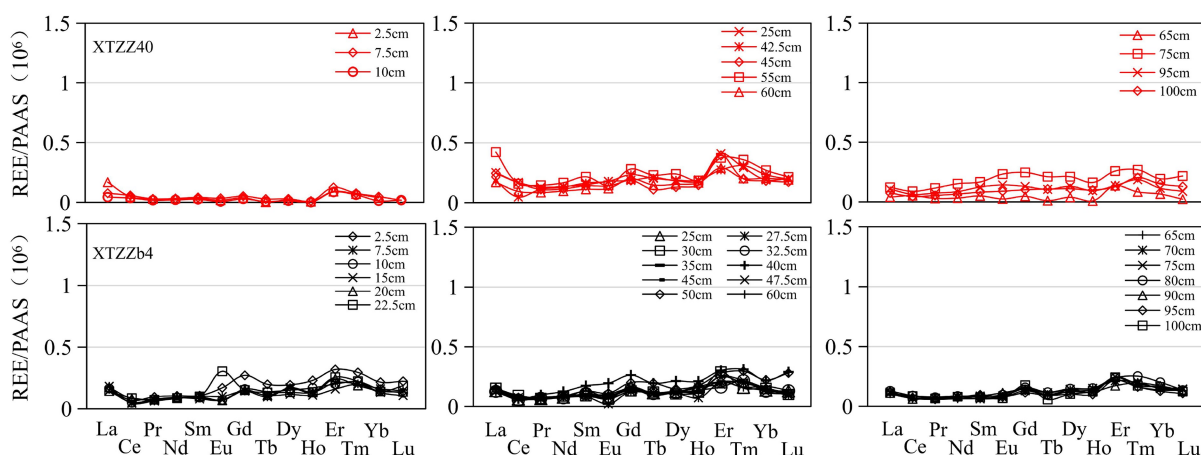 REE/PAAS（10⁶）
1.5
1
0.5
0
XTZZ40
2.5cm
7.5cm
10cm
1.5
1
0.5
0
25cm
42.5cm
45cm
55cm
60cm
1.5
1
0.5
0
65cm
75cm
95cm
100cm
REE/PAAS（10⁶）
1.5
1
0.5
0
XTZZb4
2.5cm
7.5cm
10cm
15cm
20cm
22.5cm
1.5
1
0.5
0
25cm 27.5cm
30cm 32.5cm
35cm 40cm
45cm 47.5cm
50cm 60cm
1.5
1
0.5
0
65cm
70cm
75cm
80cm
90cm
95cm
100cm
La Pr Sm Gd Dy Er Yb
Ce Nd Eu Tb Ho Tm Lu
La Pr Sm Gd Dy Er Yb
Ce Nd Eu Tb Ho Tm Lu
La Pr Sm Gd Dy Er Yb
Ce Nd Eu Tb Ho Tm Lu